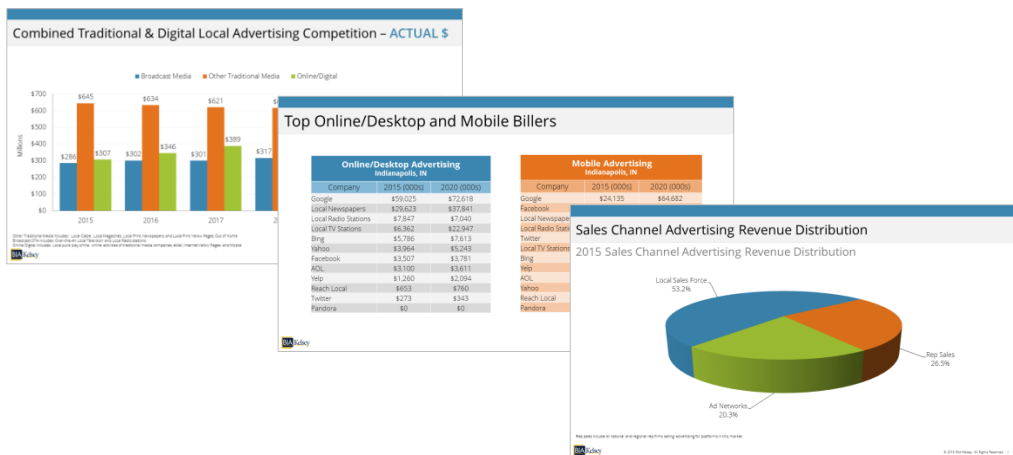 Combined Traditional & Digital Local Advertising Competition – ACTUAL $
Broadcast Media Other Traditional Media Online/Digital
Millions
$700
$600
$500
$400
$300
$200
$100
$0
$286 $645 $307
$302 $634 $346
$301 $621 $389
$317
2015 2016 2017
BIA Kelsey
Top Online/Desktop and Mobile Billers
Online/Desktop Advertising
Indianapolis, IN
Company 2015 (000s) 2020 (000s)
Google $59,025 $72,618
Local Newspapers $29,623 $37,841
Local Radio Stations $7,847 $7,040
Local TV Stations $6,362 $22,947
Bing $5,786 $7,613
Yahoo $3,964 $5,243
Facebook $3,507 $3,781
AOL $3,100 $3,611
Yelp $1,260 $2,094
Reach Local $653 $760
Twitter $273 $343
Pandora $0 $0
Mobile Advertising
Indianapolis, IN
Company 2015 (000s) 2020 (000s)
Google $24,135 $64,682
Facebook
Local Newspape
Local Radio Stati
Twitter
Local TV Stations
Bing
Yelp
AOL
Yahoo
Reach Local
Pandora
BIA Kelsey
Sales Channel Advertising Revenue Distribution
2015 Sales Channel Advertising Revenue Distribution
Local Sales Force
53.2%
Rep Sales
26.5%
Ad Networks
20.3%
BIA Kelsey